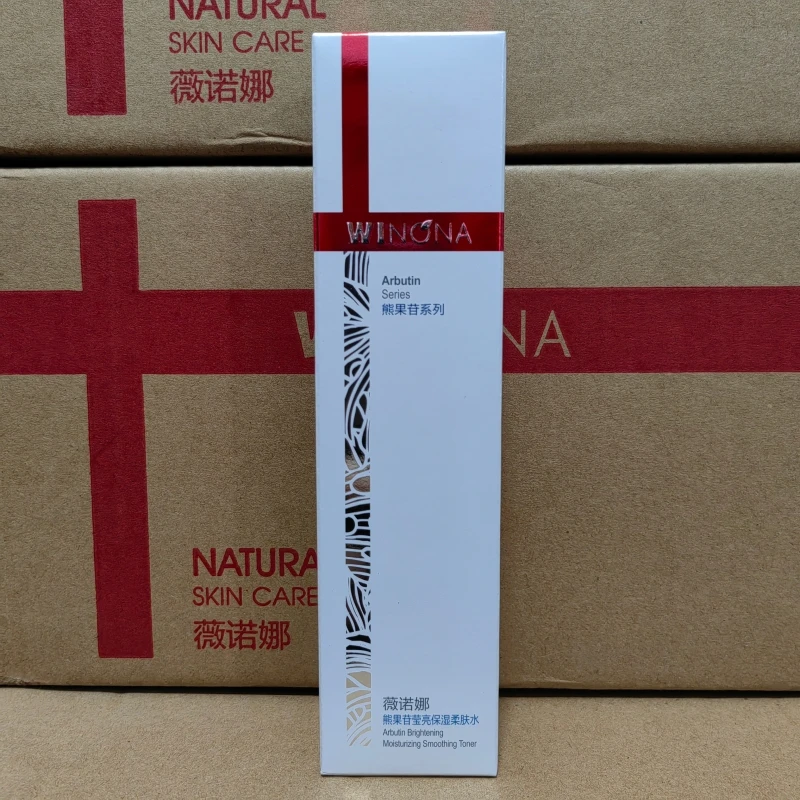 NATURAL
SKIN CARE
薇诺娜
WINONA
Arbutin
Series
熊果苷系列
NA
NATURAL
SKIN CARE
薇诺娜
薇诺娜
熊果苷莹亮保湿柔肤水
Arbutin Brightening
Moisturizing Smoothing Toner